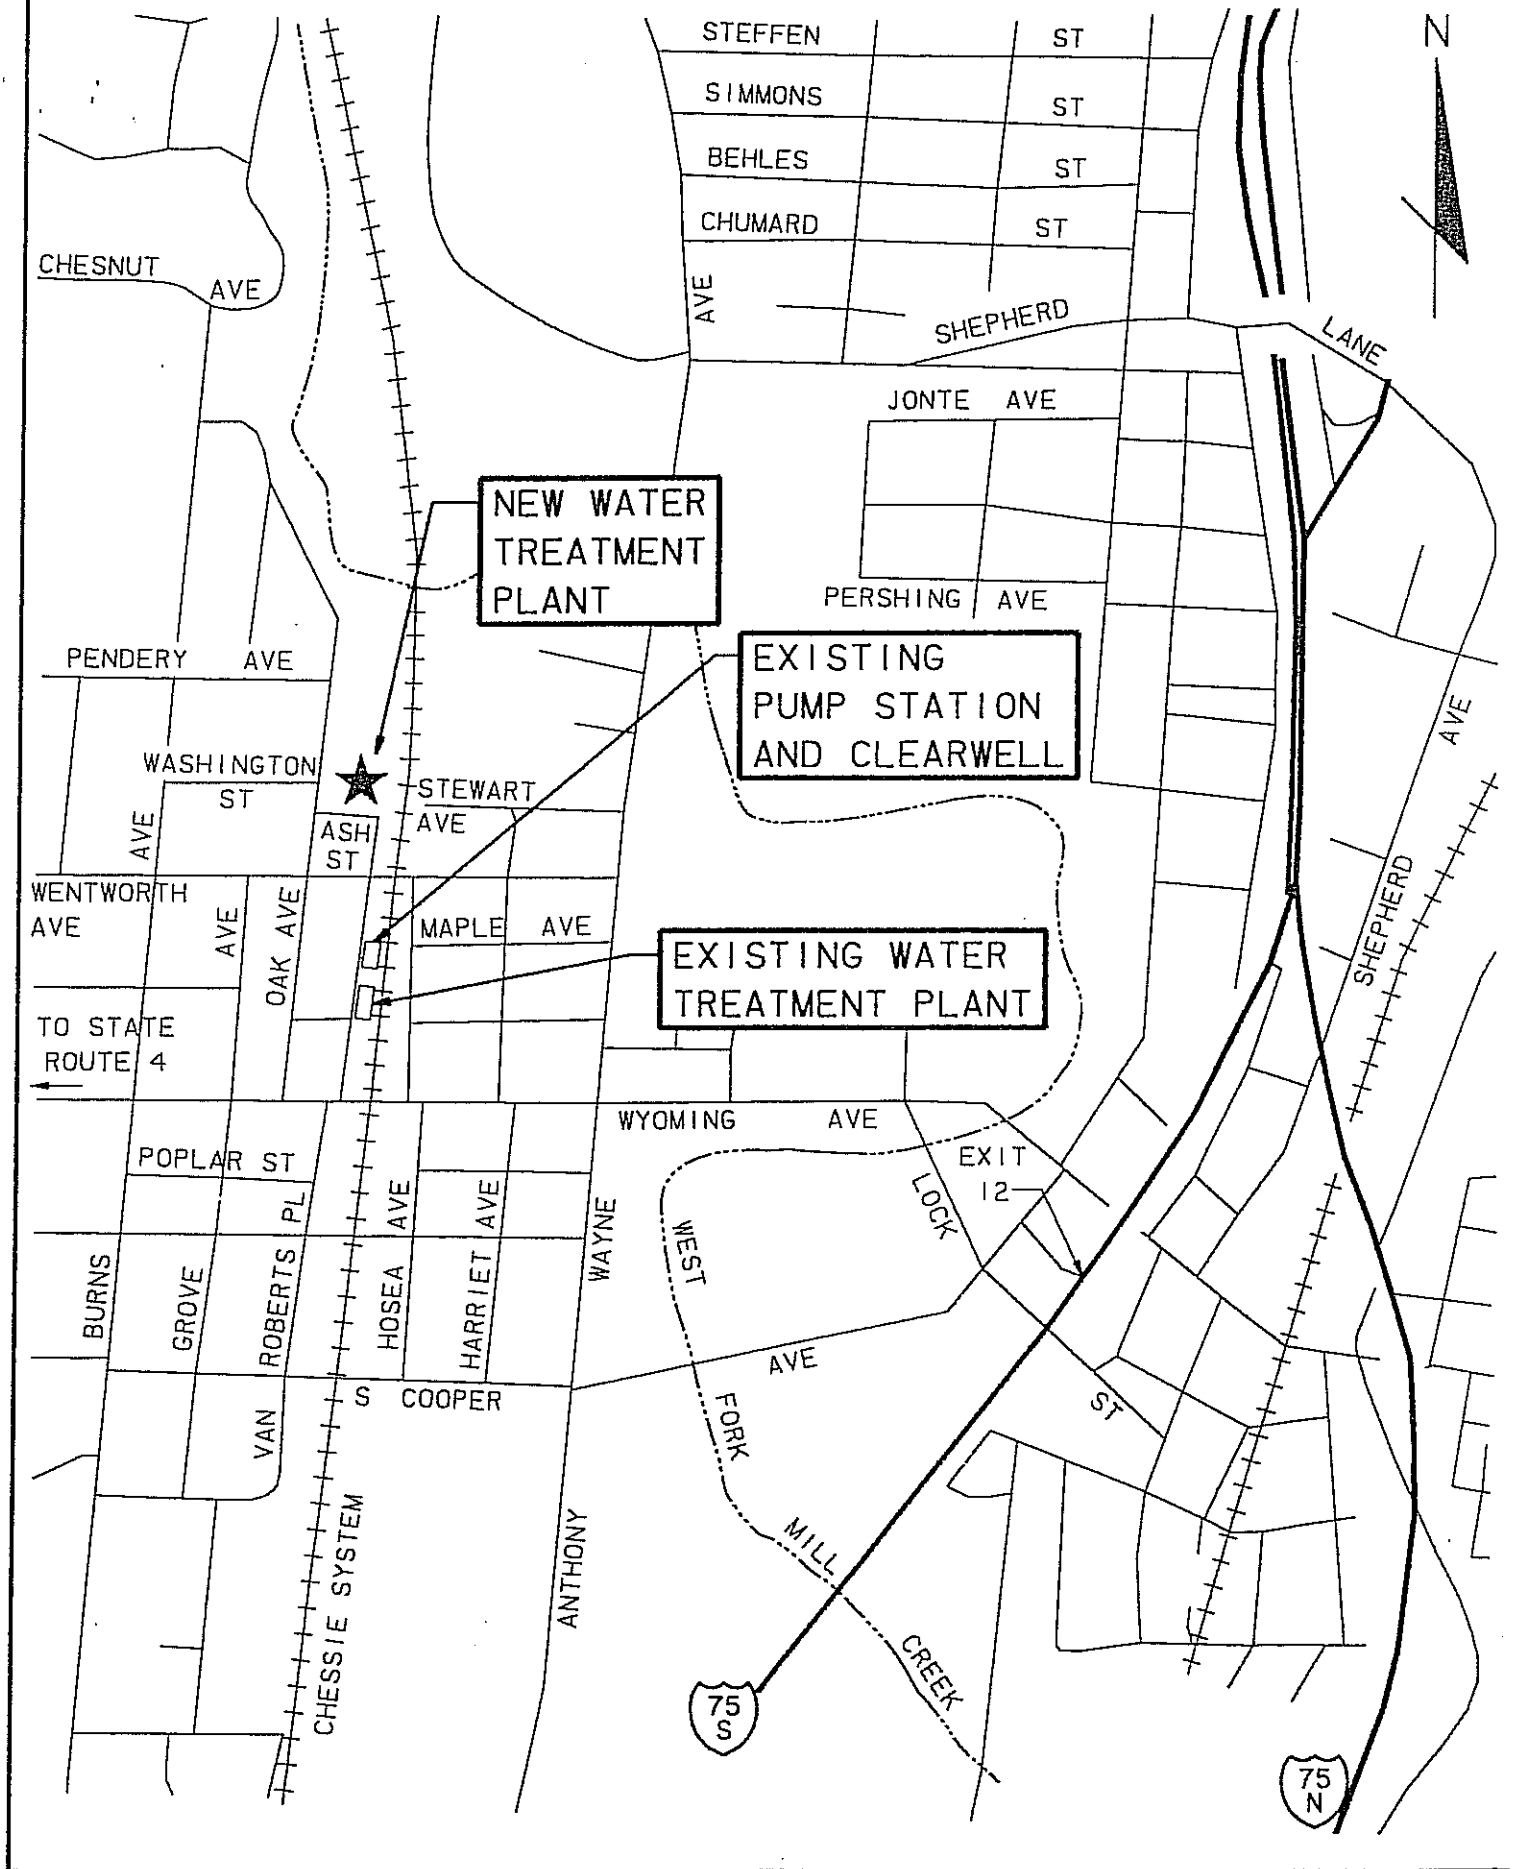 STEFFEN ST
N
SIMMONS ST
BEHLES ST
CHUMARD ST
CHESNUT
AVE
AVE
SHEPHERD
LANE
JONTE AVE
NEW WATER
TREATMENT
PLANT
PERSHING AVE
PENDERY AVE
EXISTING
PUMP STATION
AND CLEARWELL
AVE
WASHINGTON
ST
STEWART
AVE
ASH
ST
AVE
SHEPHERD
WENTWORTH
AVE
AVE
OAK AVE
MAPLE AVE
EXISTING WATER
TREATMENT PLANT
TO STATE
ROUTE 4
WYOMING AVE
POPLAR ST
EXIT
12
LOCK
BURNS
GROVE
ROBERTS PL
HOSEA AVE
HARRIET AVE
WAYNE
WEST
AVE
S COOPER
VAN
FORK
ST
CHESSIE SYSTEM
ANTHONY
MILL
CREEK
75
S
75
N